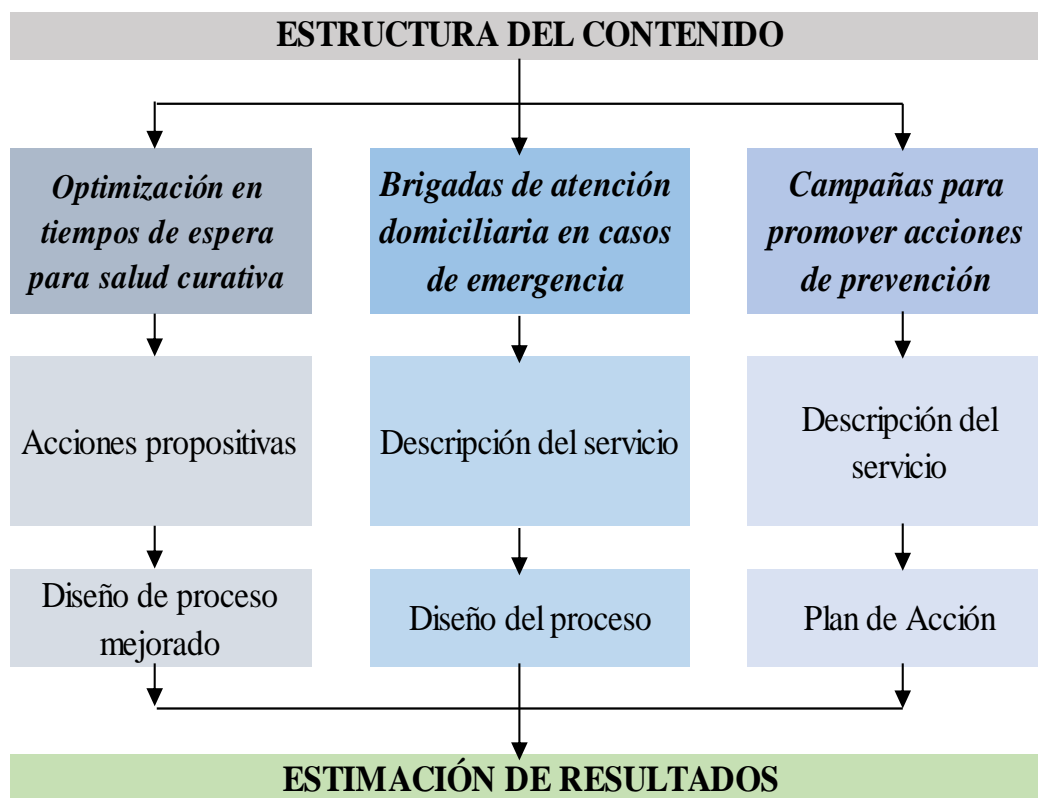 ESTRUCTURA DEL CONTENIDO
Optimización en
tiempos de espera
para salud curativa
Brigadas de atención
domiciliaria en casos
de emergencia
Campañas para
promover acciones
de prevención
Acciones propositivas
Descripción del servicio
Descripción del
servicio
Diseño de proceso
mejorado
Diseño del proceso
Plan de Acción
ESTIMACIÓN DE RESULTADOS